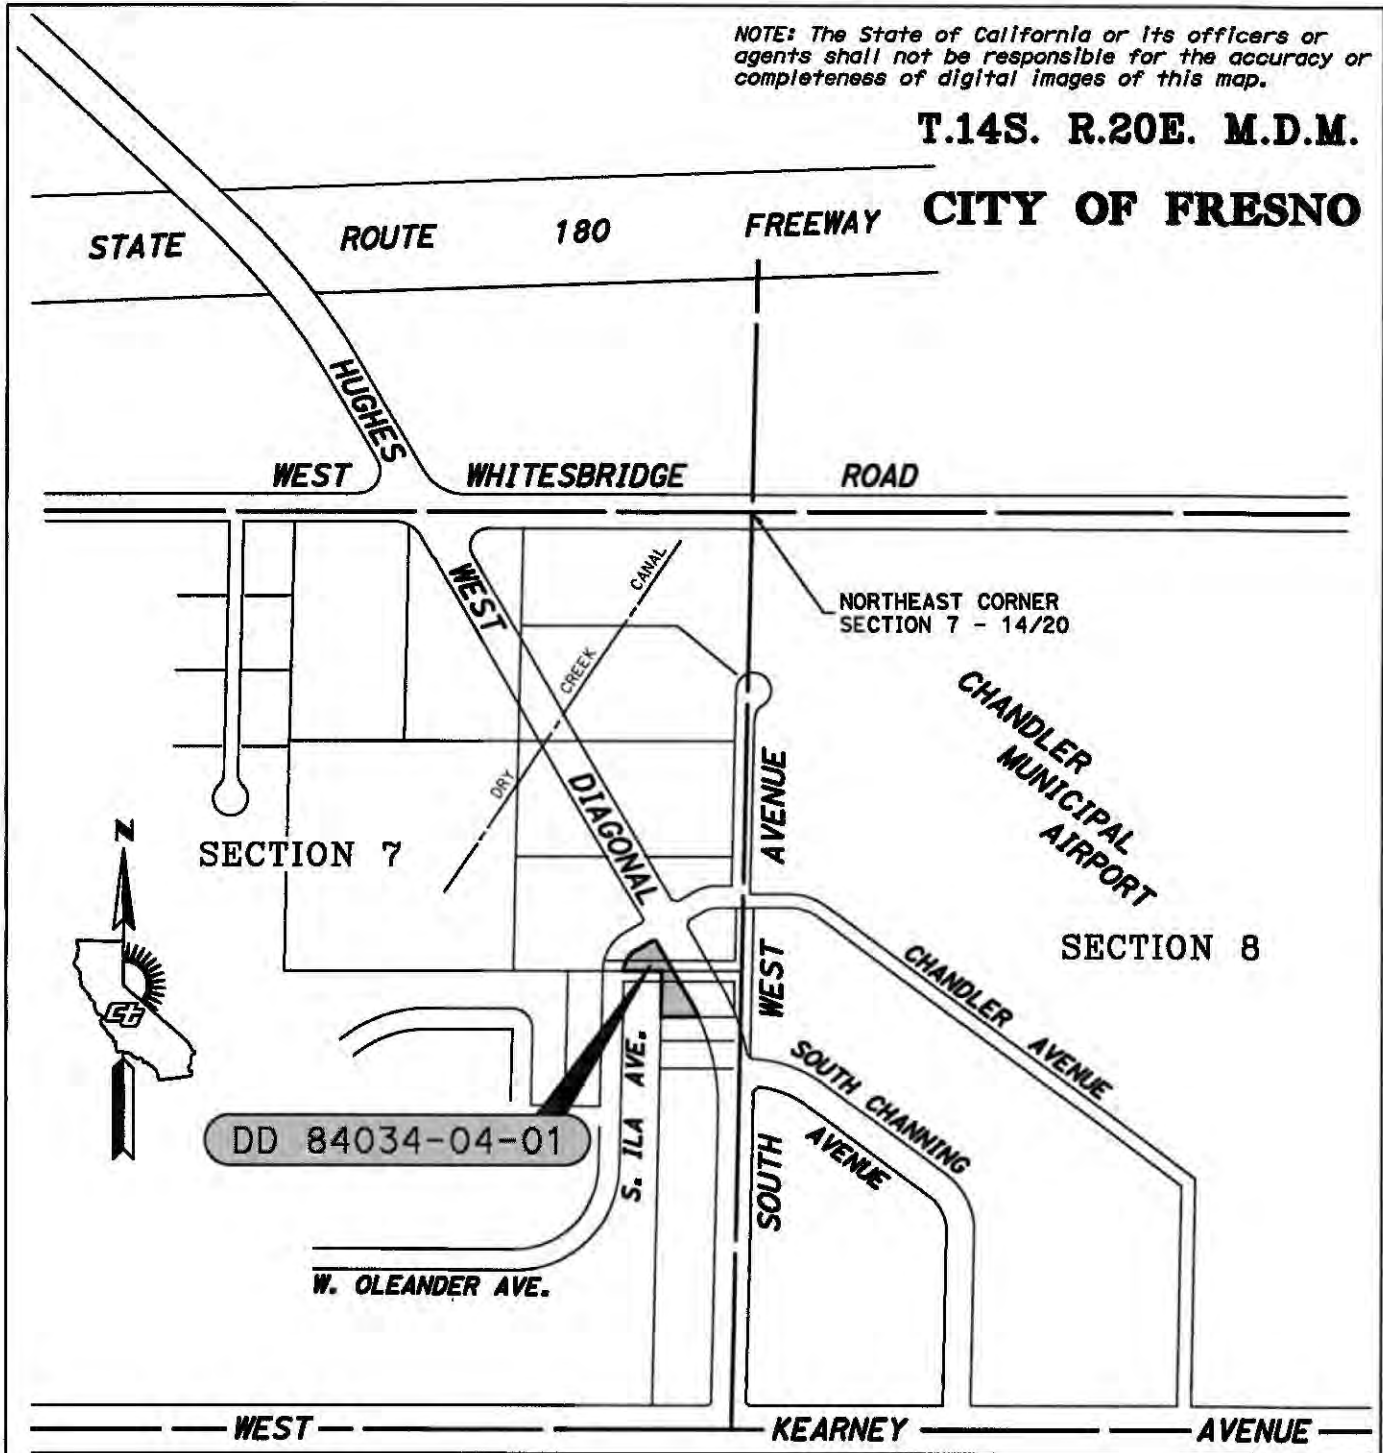 NOTE: The State of California or its officers or
agents shall not be responsible for the accuracy or
completeness of digital images of this map.
T.14S. R.20E. M.D.M.
CITY OF FRESNO
STATE ROUTE 180 FREEWAY
HUGHES
WEST WHITESBRIDGE ROAD
WEST DIAGONAL
DRY CREEK CANAL
NORTHEAST CORNER
SECTION 7 - 14/20
CHANDLER
MUNICIPAL
AIRPORT
SECTION 7
SECTION 8
N
ct
SOUTH WEST AVENUE
CHANDLER AVENUE
SOUTH CHANNING
AVENUE
DD 84034-04-01
S. ILA AVE.
W. OLEANDER AVE.
WEST KEARNEY AVENUE